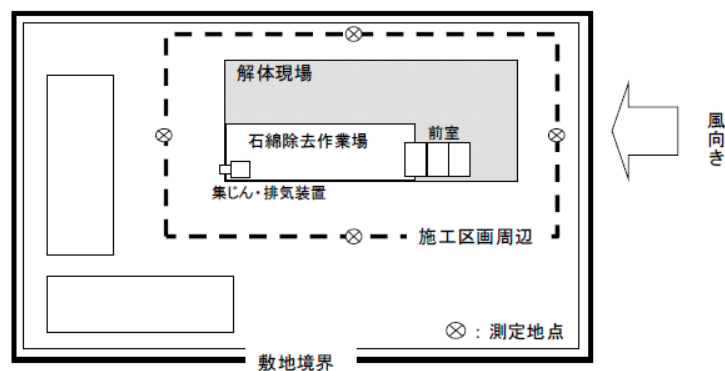 解体現場
石綿除去作業場
前室
集じん・排気装置
施工区画周辺
⊗：測定地点
敷地境界
風向き